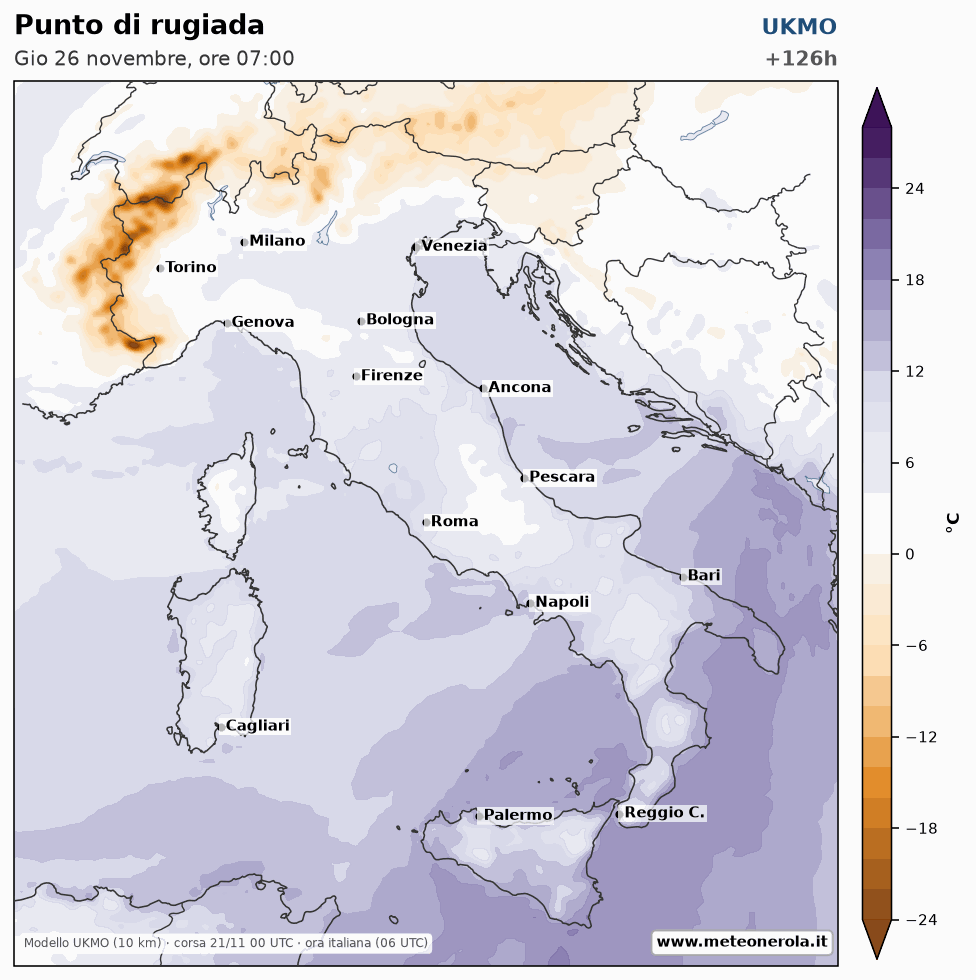 Punto di rugiada
UKMO
Gio 26 novembre, ore 07:00
+126h
Milano
Venezia
Torino
Genova
Bologna
Firenze
Ancona
Pescara
Roma
Bari
Napoli
Cagliari
Palermo
Reggio C.
24
18
12
6
0
−6
−12
−18
−24
°C
Modello UKMO (10 km) · corsa 21/11 00 UTC · ora italiana (06 UTC)
www.meteonerola.it